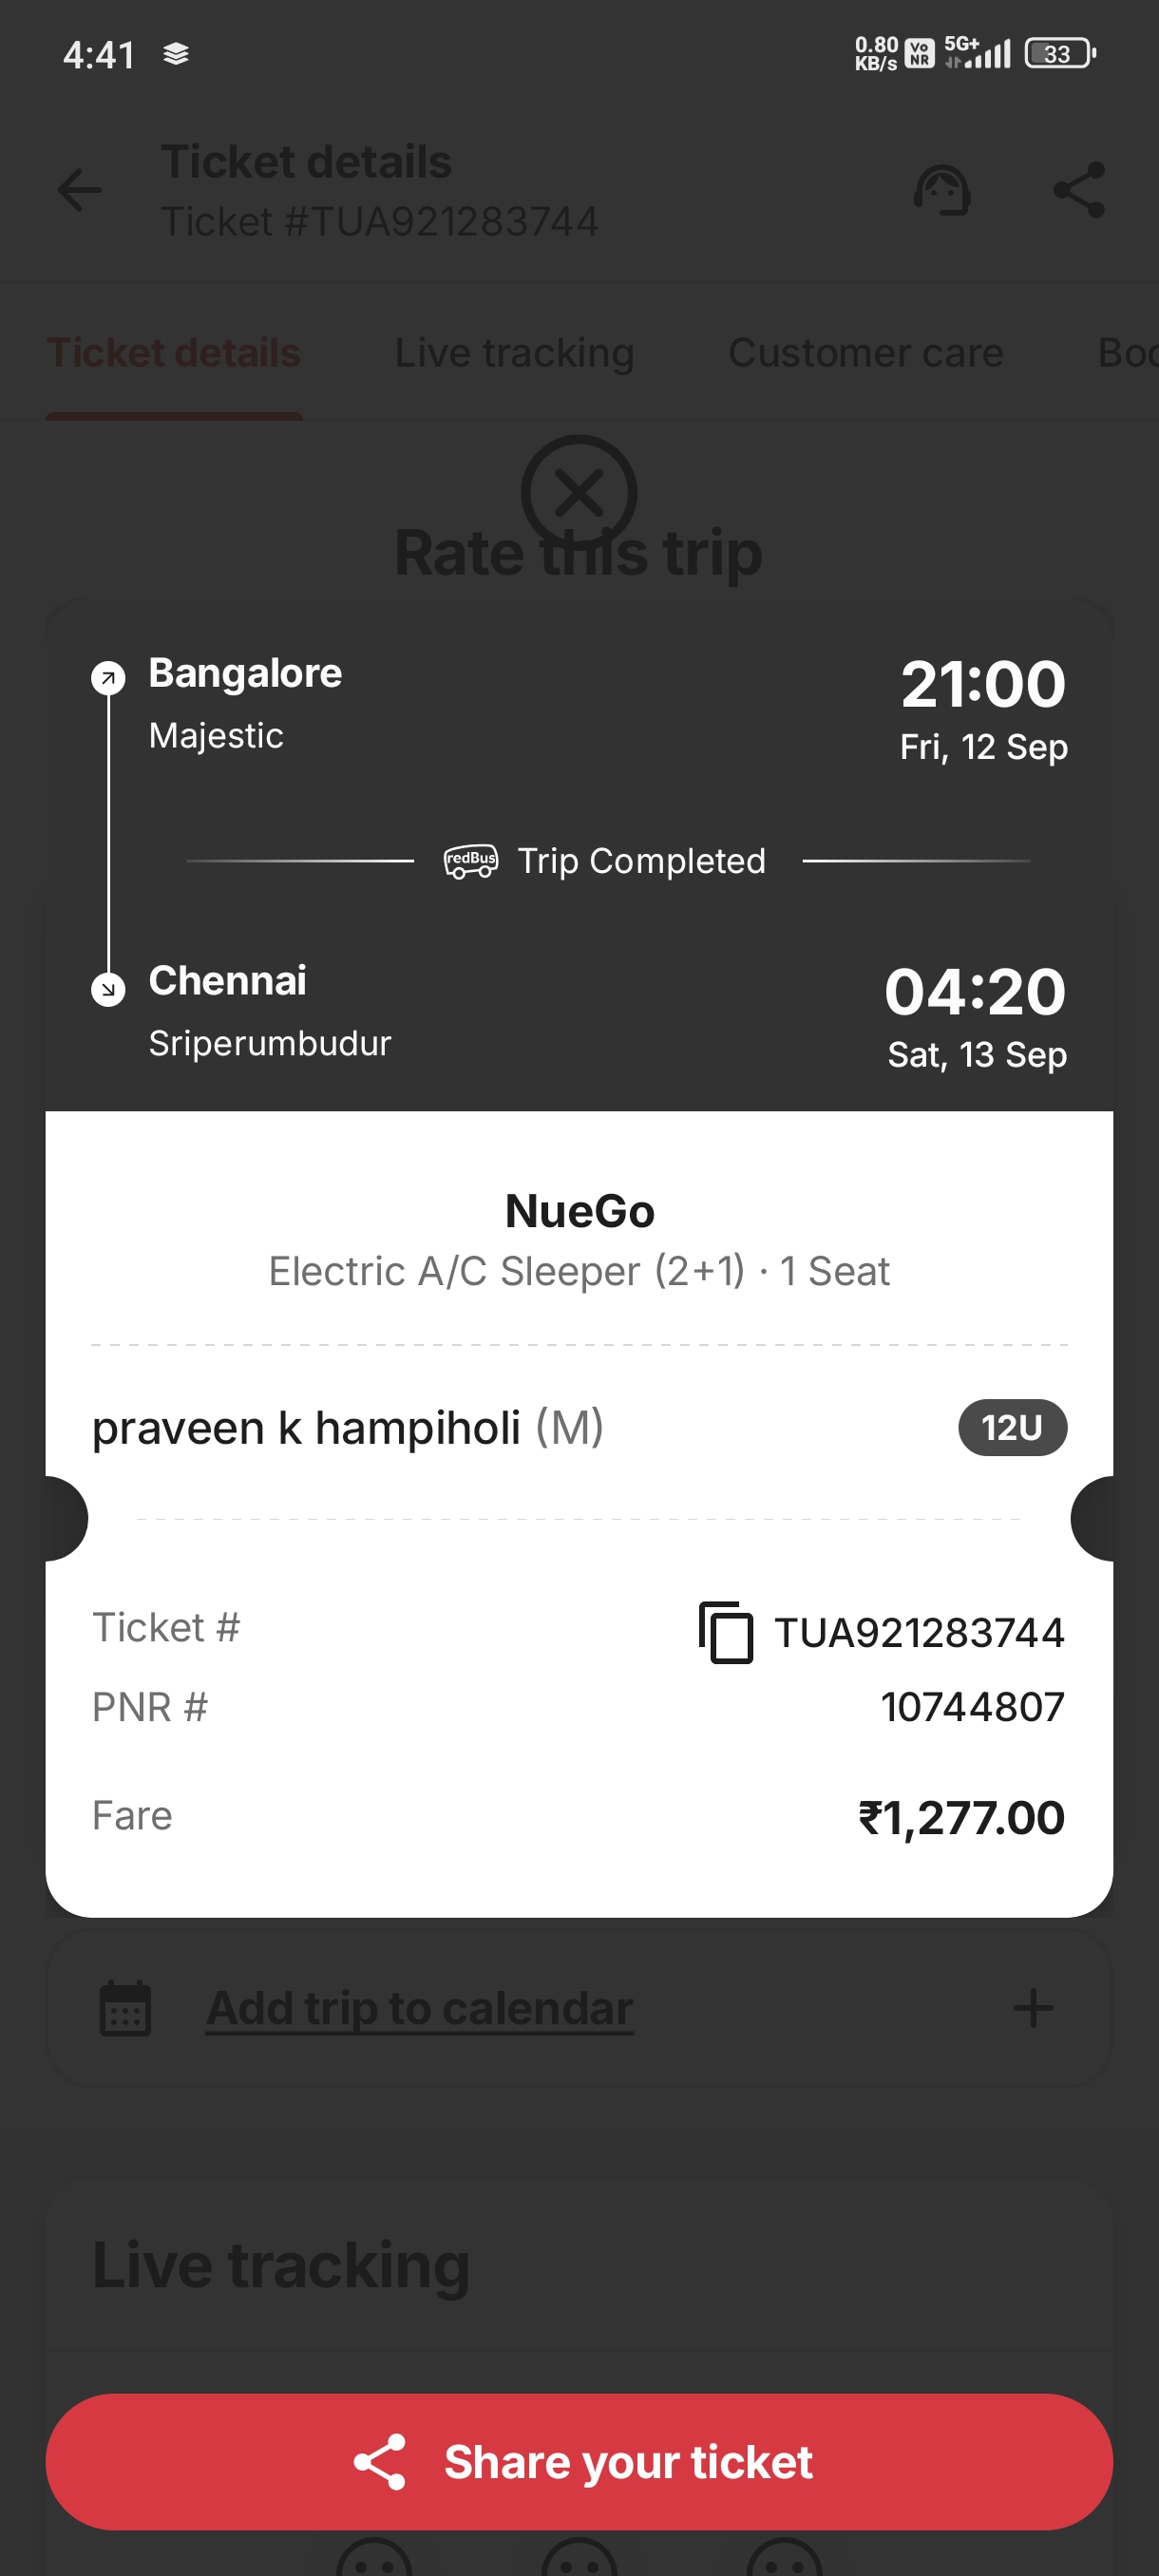 4:41
0.80 KB/s Vo NR 5G+ 33
Ticket details
Ticket #TUA921283744
Ticket details Live tracking Customer care Boo
Rate this trip
Bangalore 21:00
Majestic Fri, 12 Sep
redBus Trip Completed
Chennai 04:20
Sriperumbudur Sat, 13 Sep
NueGo
Electric A/C Sleeper (2+1) · 1 Seat
praveen k hampiholi (M) 12U
Ticket # TUA921283744
PNR # 10744807
Fare ₹1,277.00
Add trip to calendar
Live tracking
Share your ticket